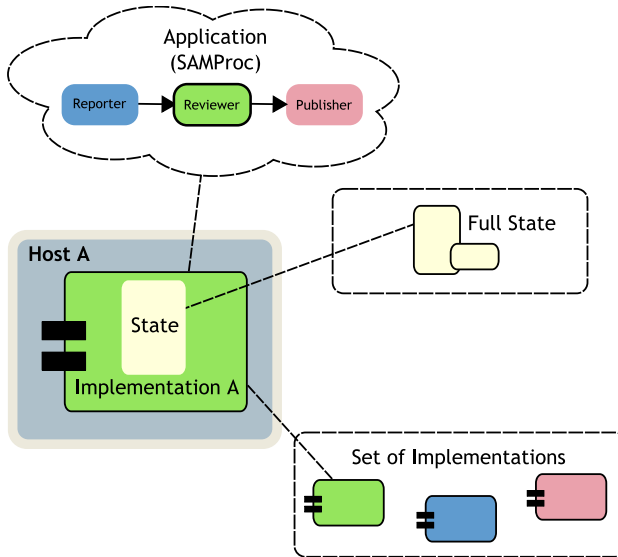 Application
(SAMProc)
Reporter
Reviewer
Publisher
Full State
Host A
State
Implementation A
Set of Implementations